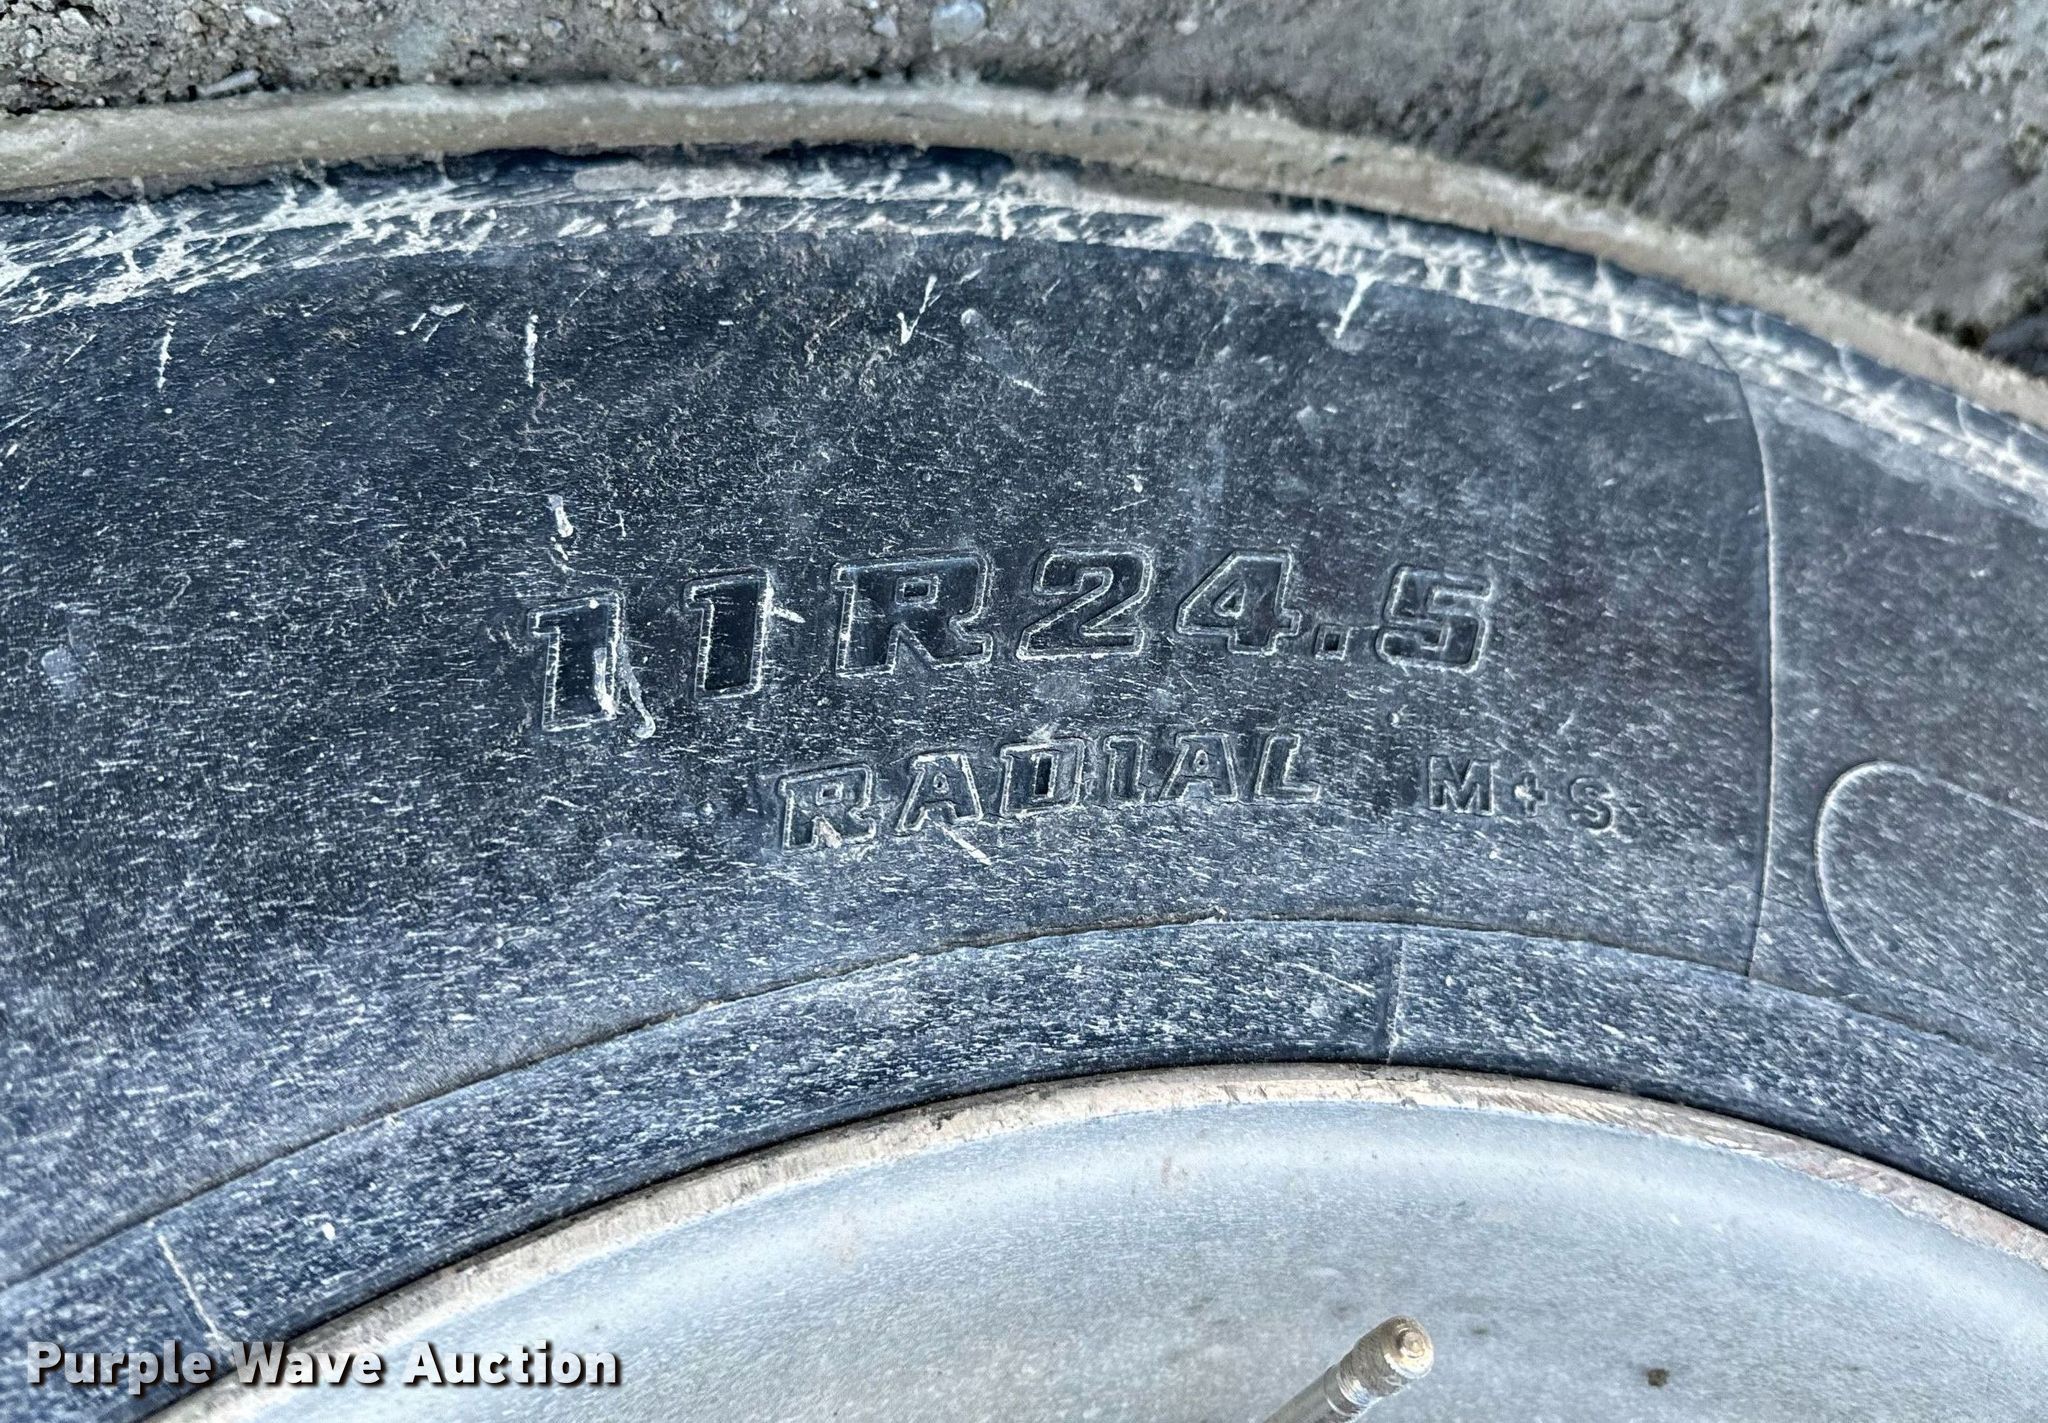 11R24.5
RADIAL M+S
Purple Wave Auction